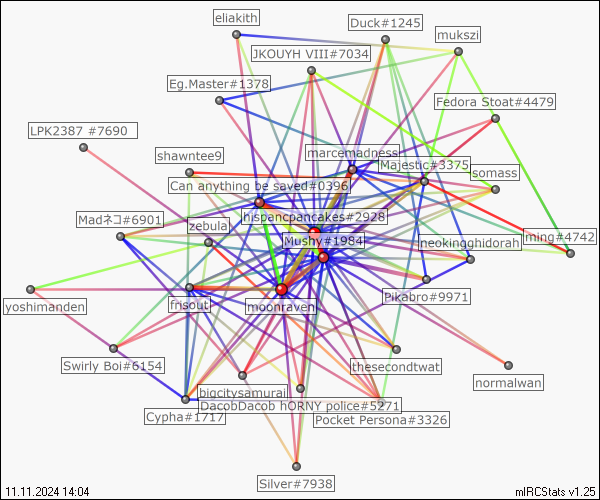 eliakith
Duck#1245
mukszi
JKOUYH VIII#7034
Eg.Master#1378
Fedora Stoat#4479
LPK2387 #7690
marcemadness
shawntee9
Majestic#3375
somass
Can anything be saved#0396
Madネコ#6901
hispancpancakes#2928
zebulal
Mushy#1984
ming#4742
neokingghidorah
Pikabro#9971
yoshimanden
frisout
moonraven
Swirly Boi#6154
thesecondtwat
normalwan
bigcitysamurai
DacobDacob hORNY police#5271
Cypha#1717
Pocket Persona#3326
Silver#7938
11.11.2024 14:04
mIRCStats v1.25